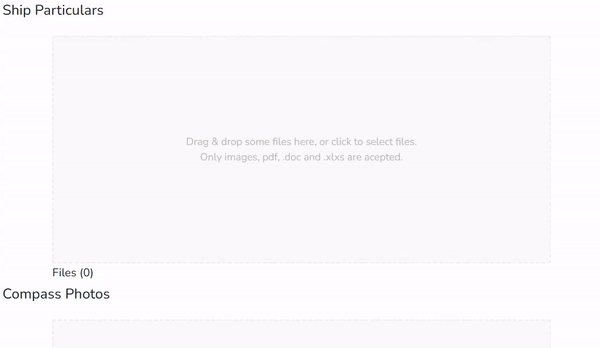 Ship Particulars
Drag & drop some files here, or click to select files.
Only images, pdf, .doc and .xlxs are acepted.
Files (0)
Compass Photos